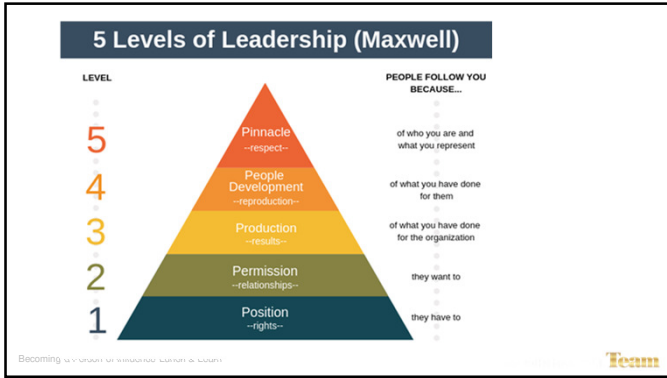 5 Levels of Leadership (Maxwell)
LEVEL
PEOPLE FOLLOW YOU
BECAUSE...
5
Pinnacle
--respect--
of who you are and
what you represent
4
People
Development
--reproduction--
of what you have done
for them
3
Production
--results--
of what you have done
for the organization
2
Permission
--relationships--
they want to
1
Position
--rights--
they have to
Becoming
Team